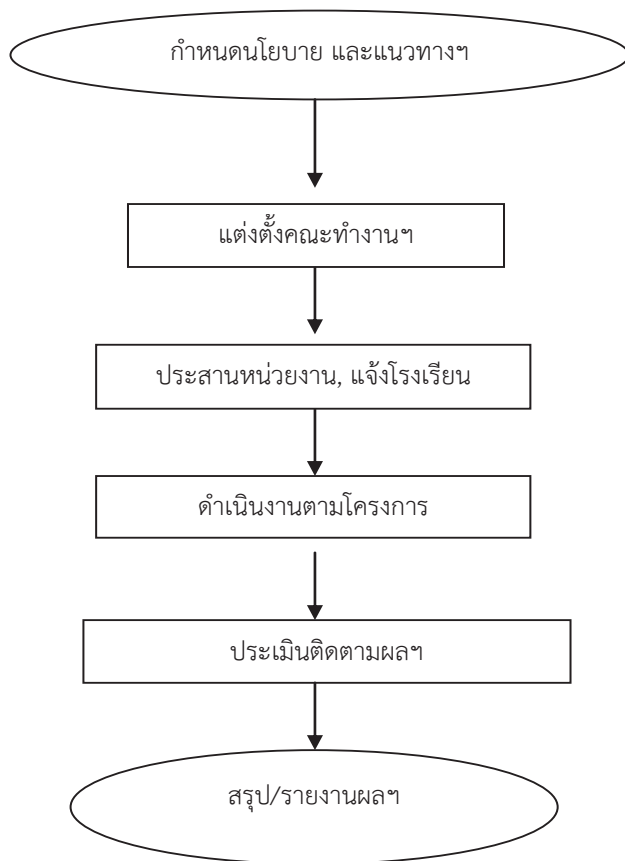 กำหนดนโยบาย และแนวทางฯ
แต่งตั้งคณะทำงานฯ
ประสานหน่วยงาน, แจ้งโรงเรียน
ดำเนินงานตามโครงการ
ประเมินติดตามผลฯ
สรุป/รายงานผลฯ